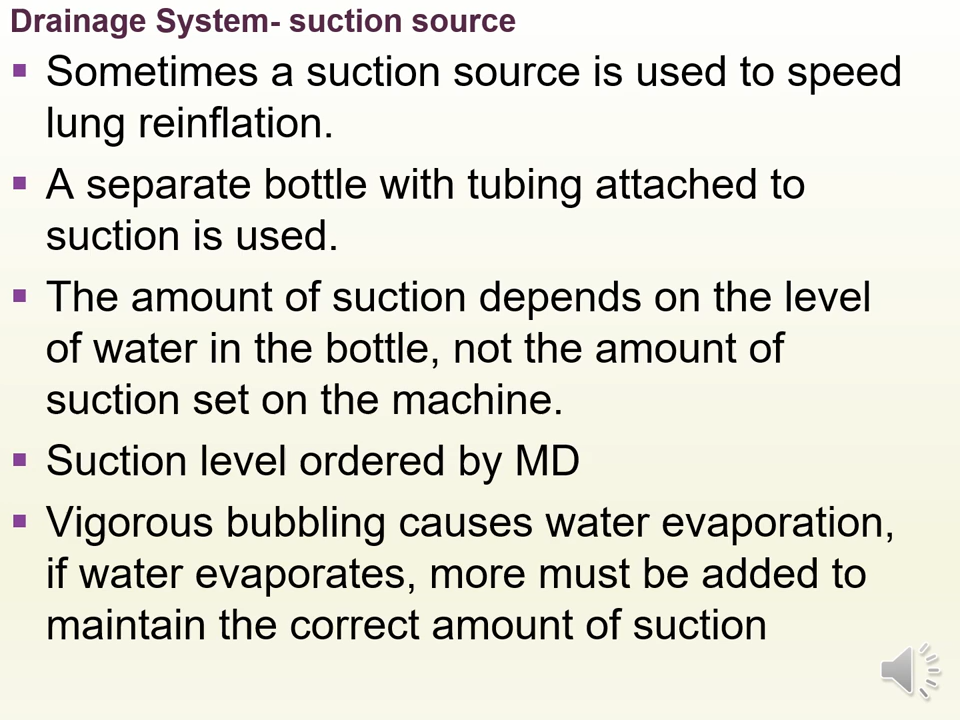 Drainage System- suction source
▪ Sometimes a suction source is used to speed
lung reinflation.
▪ A separate bottle with tubing attached to
suction is used.
▪ The amount of suction depends on the level
of water in the bottle, not the amount of
suction set on the machine.
▪ Suction level ordered by MD
▪ Vigorous bubbling causes water evaporation,
if water evaporates, more must be added to
maintain the correct amount of suction